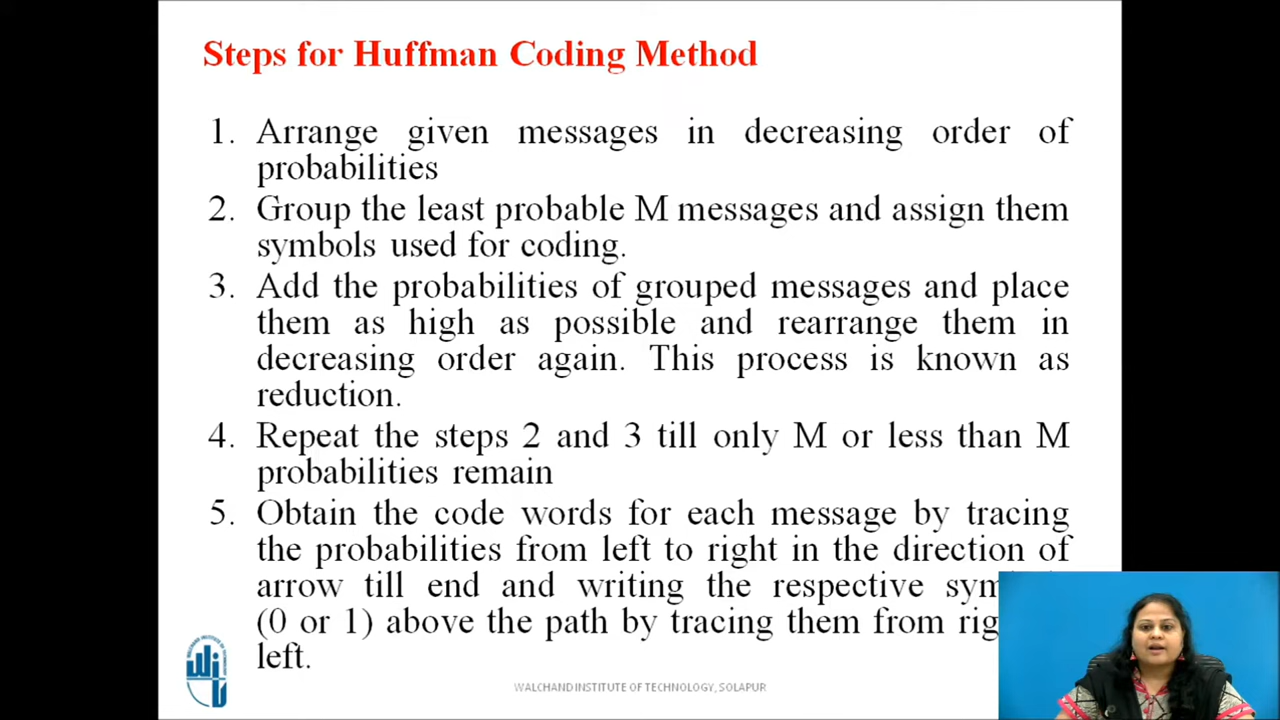 Steps for Huffman Coding Method
1. Arrange given messages in decreasing order of
probabilities
2. Group the least probable M messages and assign them
symbols used for coding.
3. Add the probabilities of grouped messages and place
them as high as possible and rearrange them in
decreasing order again. This process is known as
reduction.
4. Repeat the steps 2 and 3 till only M or less than M
probabilities remain
5. Obtain the code words for each message by tracing
the probabilities from left to right in the direction of
arrow till end and writing the respective
(0 or 1) above the path by tracing them from
left.
WALCHAND INSTITUTE OF TECHNOLOGY, SOLAPUR